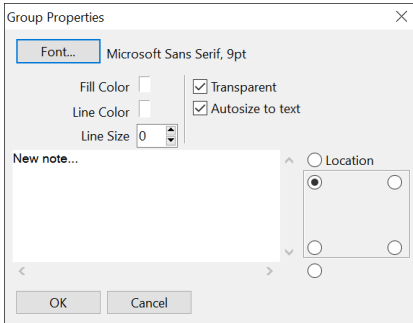 Group Properties
Font... Microsoft Sans Serif, 9pt
Fill Color Transparent
Line Color Autosize to text
Line Size 0
New note... Location
OK Cancel